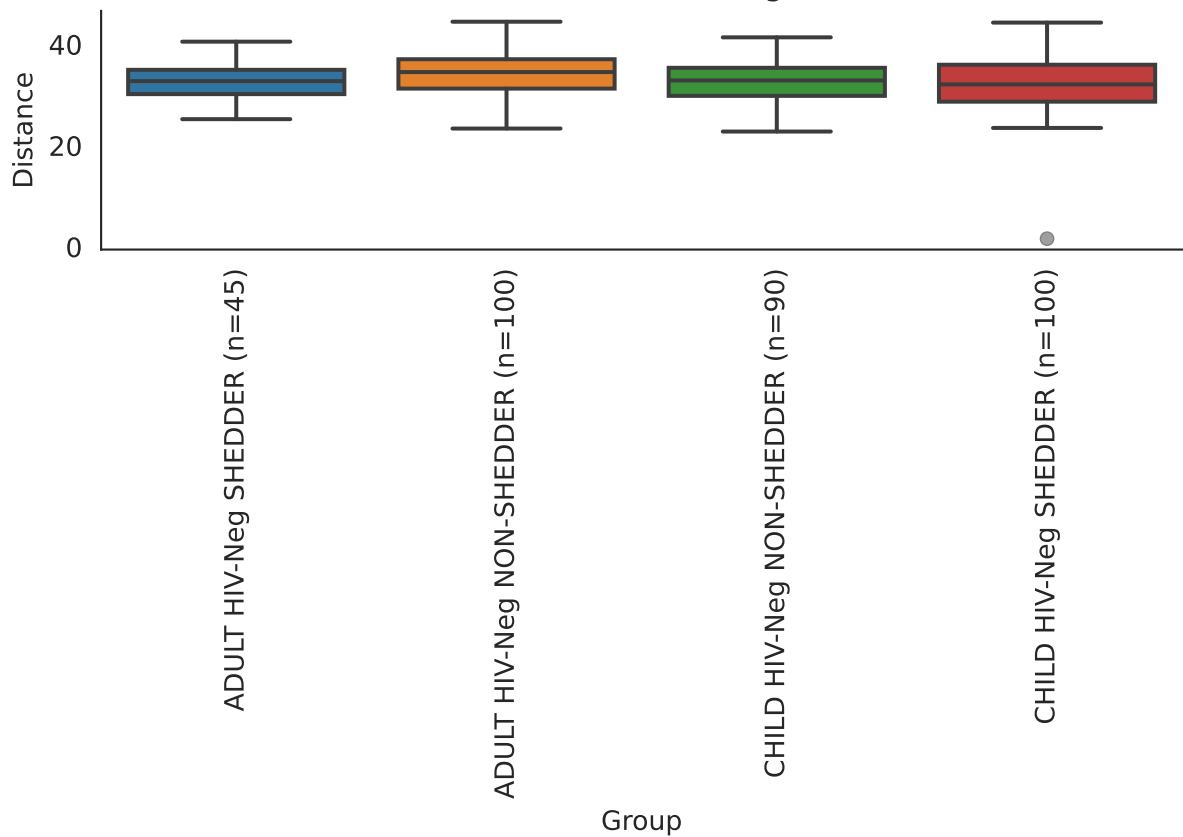 40
20
0
Distance
ADULT HIV-Neg SHEDDER (n=45)
ADULT HIV-Neg NON-SHEDDER (n=100)
CHILD HIV-Neg NON-SHEDDER (n=90)
CHILD HIV-Neg SHEDDER (n=100)
Group